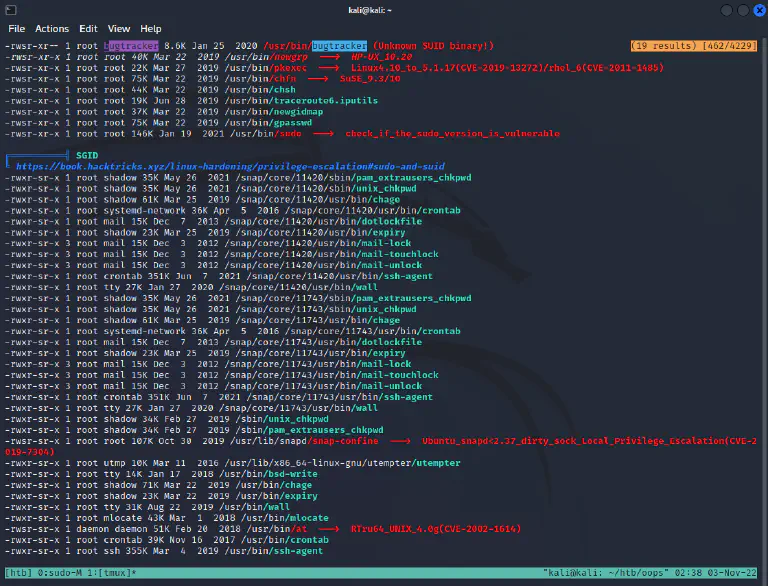 kali@kali: ~
File Actions Edit View Help
-rwsr-xr-- 1 root bugtracker 8.6K Jan 25  2020 /usr/bin/bugtracker (Unknown SUID binary!) (19 results) [462/4229]
-rwsr-xr-x 1 root root 40K Mar 22  2019 /usr/bin/newgrp  --->  HP-UX_10.20
-rwsr-xr-x 1 root root 22K Mar 27  2019 /usr/bin/pkexec  --->  Linux4.10_to_5.1.17(CVE-2019-13272)/rhel_6(CVE-2011-1485)
-rwsr-xr-x 1 root root 75K Mar 22  2019 /usr/bin/chfn  --->  SuSE_9.3/10
-rwsr-xr-x 1 root root 44K Mar 22  2019 /usr/bin/chsh
-rwsr-xr-x 1 root root 19K Jun 28  2019 /usr/bin/traceroute6.iputils
-rwsr-xr-x 1 root root 37K Mar 22  2019 /usr/bin/newgidmap
-rwsr-xr-x 1 root root 75K Mar 22  2019 /usr/bin/gpasswd
-rwsr-xr-x 1 root root 146K Jan 19  2021 /usr/bin/sudo  --->  check_if_the_sudo_version_is_vulnerable
SGID
https://book.hacktricks.xyz/linux-hardening/privilege-escalation#sudo-and-suid
-rwxr-sr-x 1 root shadow 35K May 26  2021 /snap/core/11420/sbin/pam_extrausers_chkpwd
-rwxr-sr-x 1 root shadow 35K May 26  2021 /snap/core/11420/sbin/unix_chkpwd
-rwxr-sr-x 1 root shadow 61K Mar 25  2019 /snap/core/11420/usr/bin/chage
-rwxr-sr-x 1 root systemd-network 36K Apr  5  2016 /snap/core/11420/usr/bin/crontab
-rwxr-sr-x 1 root mail 15K Dec  7  2013 /snap/core/11420/usr/bin/dotlockfile
-rwxr-sr-x 1 root shadow 23K Mar 25  2019 /snap/core/11420/usr/bin/expiry
-rwxr-sr-x 3 root mail 15K Dec  3  2012 /snap/core/11420/usr/bin/mail-lock
-rwxr-sr-x 3 root mail 15K Dec  3  2012 /snap/core/11420/usr/bin/mail-touchlock
-rwxr-sr-x 3 root mail 15K Dec  3  2012 /snap/core/11420/usr/bin/mail-unlock
-rwxr-sr-x 1 root crontab 351K Jun  7  2021 /snap/core/11420/usr/bin/ssh-agent
-rwxr-sr-x 1 root tty 27K Jan 27  2020 /snap/core/11420/usr/bin/wall
-rwxr-sr-x 1 root shadow 35K May 26  2021 /snap/core/11743/sbin/pam_extrausers_chkpwd
-rwxr-sr-x 1 root shadow 35K May 26  2021 /snap/core/11743/sbin/unix_chkpwd
-rwxr-sr-x 1 root shadow 61K Mar 25  2019 /snap/core/11743/usr/bin/chage
-rwxr-sr-x 1 root systemd-network 36K Apr  5  2016 /snap/core/11743/usr/bin/crontab
-rwxr-sr-x 1 root mail 15K Dec  7  2013 /snap/core/11743/usr/bin/dotlockfile
-rwxr-sr-x 1 root shadow 23K Mar 25  2019 /snap/core/11743/usr/bin/expiry
-rwxr-sr-x 3 root mail 15K Dec  3  2012 /snap/core/11743/usr/bin/mail-lock
-rwxr-sr-x 3 root mail 15K Dec  3  2012 /snap/core/11743/usr/bin/mail-touchlock
-rwxr-sr-x 3 root mail 15K Dec  3  2012 /snap/core/11743/usr/bin/mail-unlock
-rwxr-sr-x 1 root crontab 351K Jun  7  2021 /snap/core/11743/usr/bin/ssh-agent
-rwxr-sr-x 1 root tty 27K Jan 27  2020 /snap/core/11743/usr/bin/wall
-rwxr-sr-x 1 root shadow 34K Feb 27  2019 /sbin/unix_chkpwd
-rwxr-sr-x 1 root shadow 34K Feb 27  2019 /sbin/pam_extrausers_chkpwd
-rwsr-sr-x 1 root root 107K Oct 30  2019 /usr/lib/snapd/snap-confine  --->  Ubuntu_snapd<2.37_dirty_sock_Local_Privilege_Escalation(CVE-2
019-7304)
-rwxr-sr-x 1 root utmp 10K Mar 11  2016 /usr/lib/x86_64-linux-gnu/utempter/utempter
-rwxr-sr-x 1 root tty 14K Jan 17  2018 /usr/bin/bsd-write
-rwxr-sr-x 1 root shadow 71K Mar 22  2019 /usr/bin/chage
-rwxr-sr-x 1 root shadow 23K Mar 22  2019 /usr/bin/expiry
-rwxr-sr-x 1 root tty 31K Aug 22  2019 /usr/bin/wall
-rwxr-sr-x 1 root mlocate 43K Mar  1  2018 /usr/bin/mlocate
-rwsr-sr-x 1 daemon daemon 51K Feb 20  2018 /usr/bin/at  --->  RTru64_UNIX_4.0g(CVE-2002-1614)
-rwxr-sr-x 1 root crontab 39K Nov 16  2017 /usr/bin/crontab
-rwxr-sr-x 1 root ssh 355K Mar  4  2019 /usr/bin/ssh-agent
[htb] 0:sudo-M 1:[tmux]* "kali@kali: ~/htb/oops" 02:38 03-Nov-22